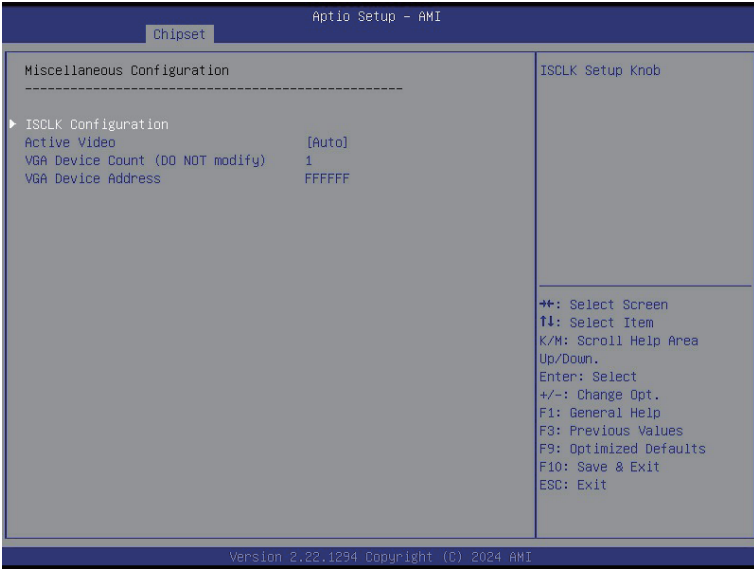 Aptio Setup – AMI
Chipset
Miscellaneous Configuration
--------------------------------------------------
▶ ISCLK Configuration
Active Video [Auto]
VGA Device Count (DO NOT modify) 1
VGA Device Address FFFFFF
ISCLK Setup Knob
→←: Select Screen
↑↓: Select Item
K/M: Scroll Help Area
Up/Down.
Enter: Select
+/-: Change Opt.
F1: General Help
F3: Previous Values
F9: Optimized Defaults
F10: Save & Exit
ESC: Exit
Version 2.22.1294 Copyright (C) 2024 AMI